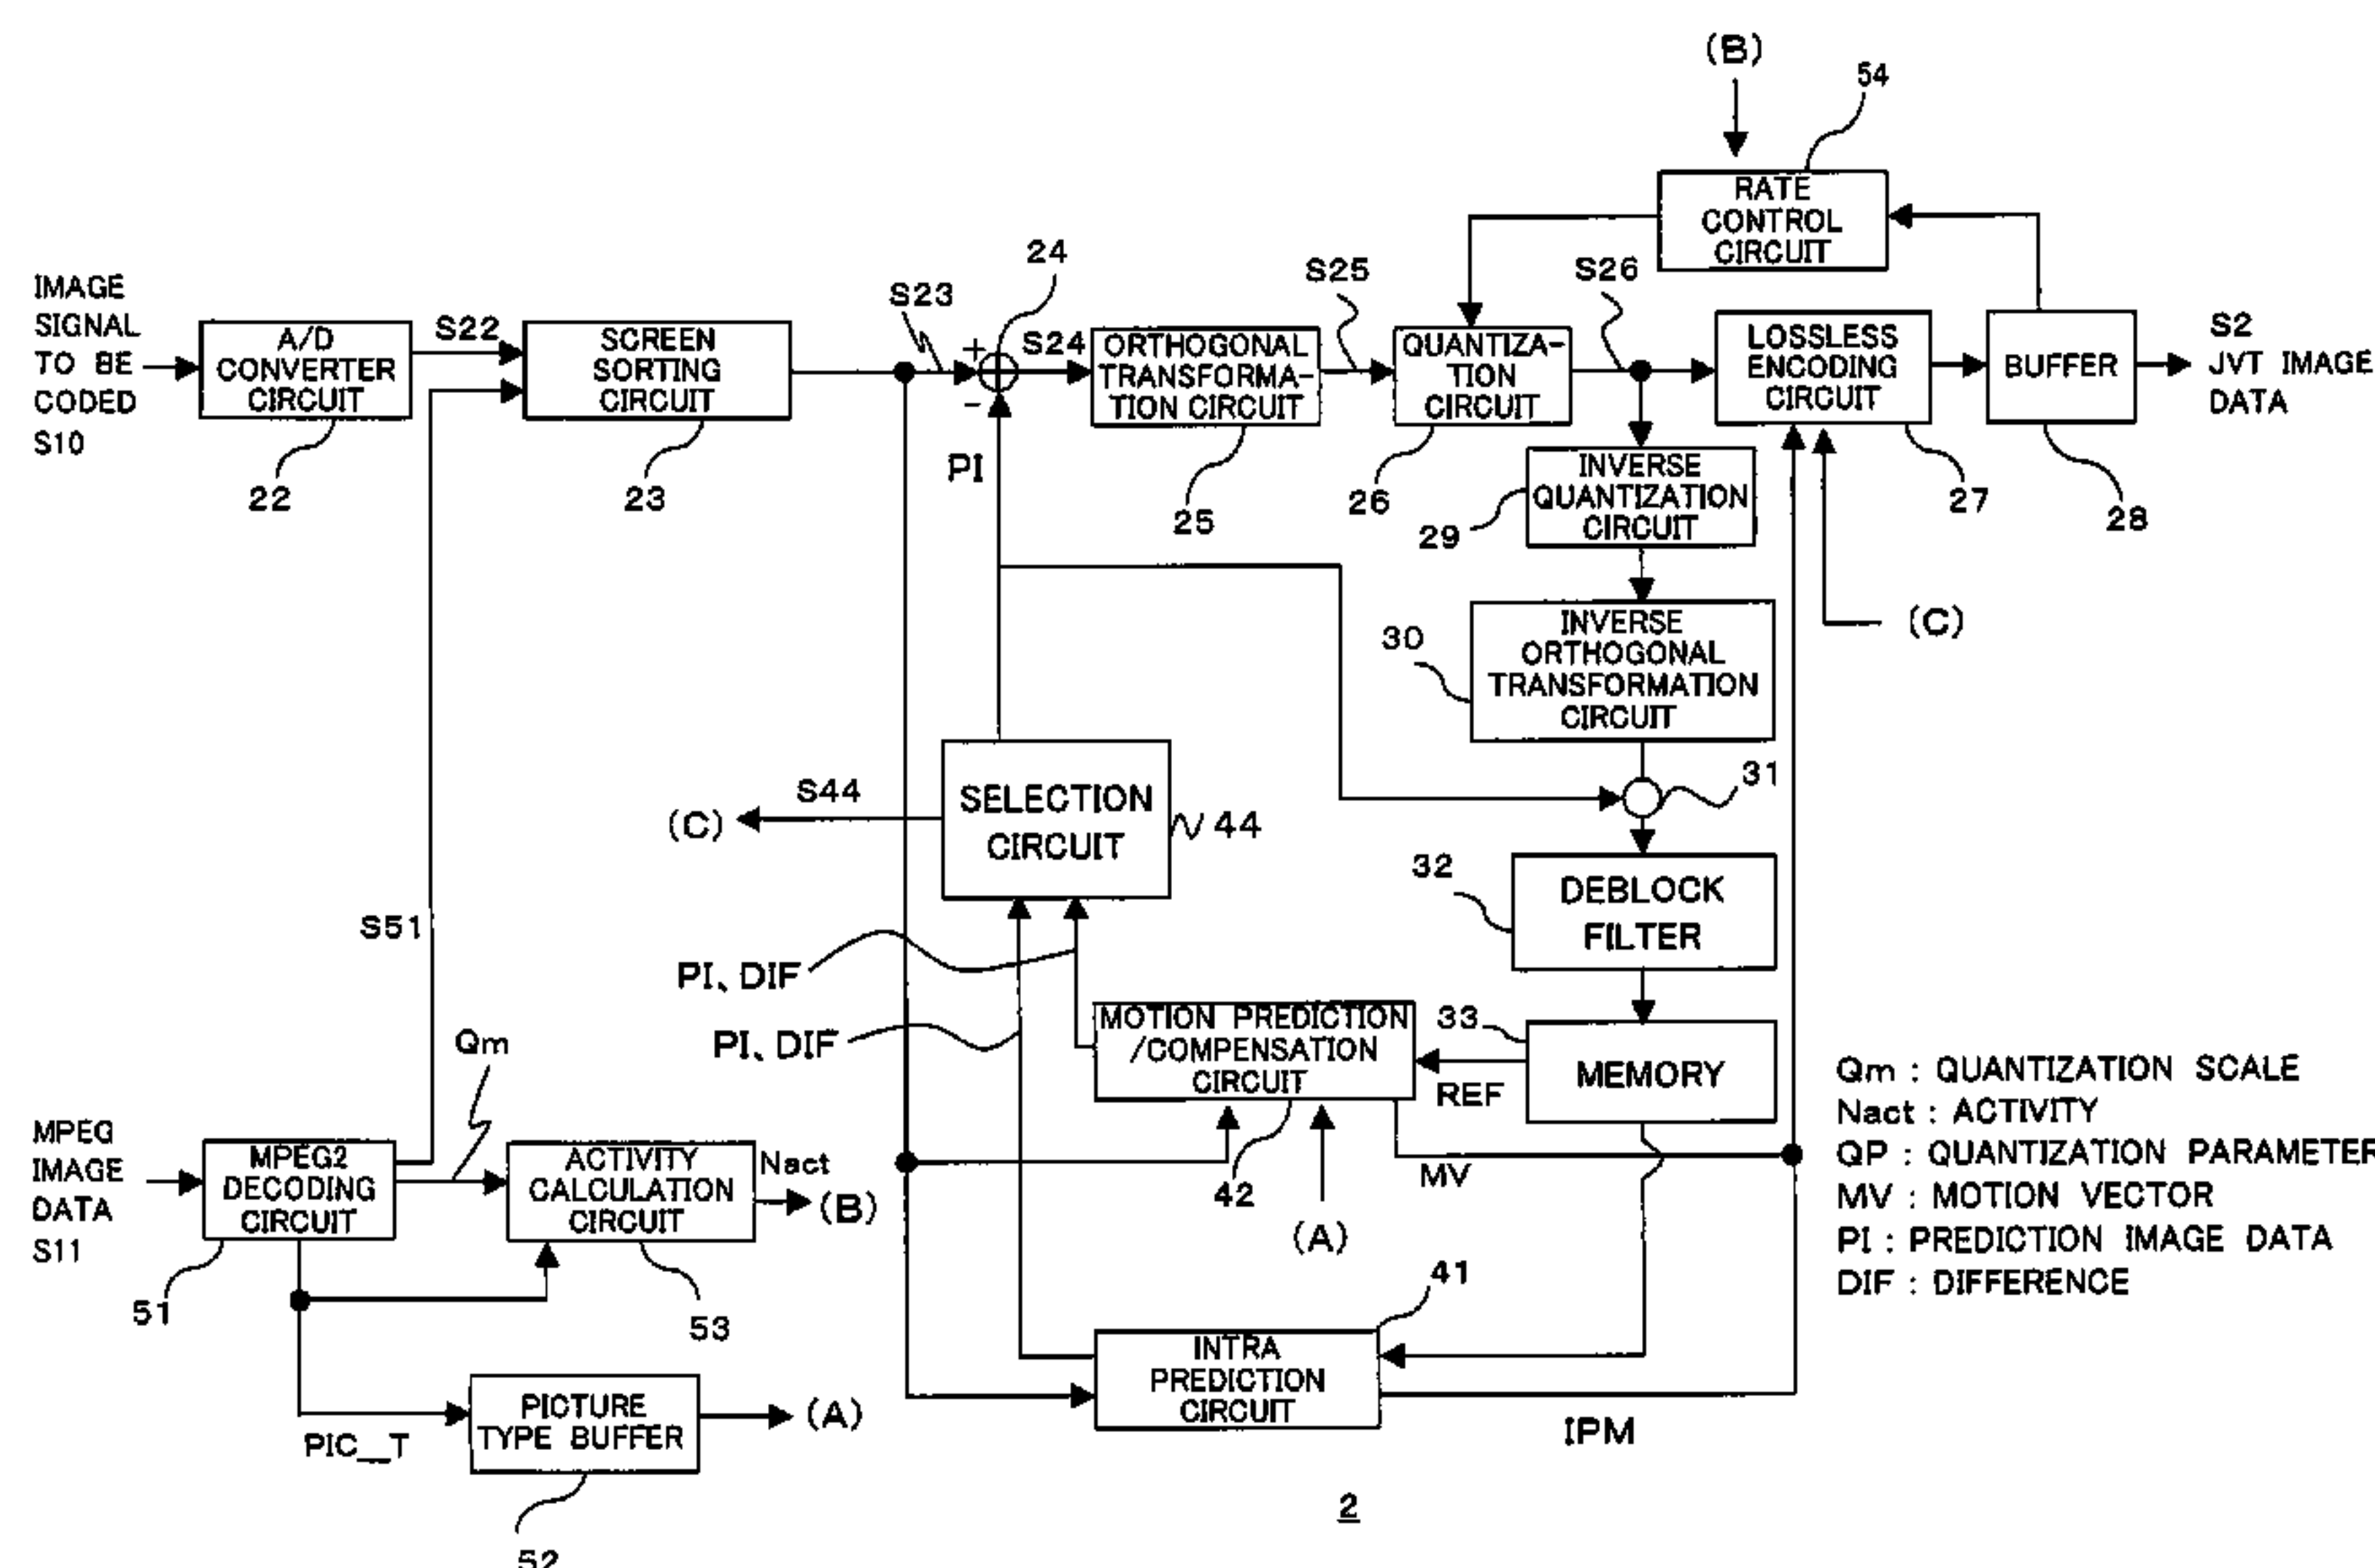 (B)
54
RATE
CONTROL
CIRCUIT
24
S23
S25
S26
IMAGE
SIGNAL
TO BE
CODED
S10
A/D
CONVERTER
CIRCUIT
S22
SCREEN
SORTING
CIRCUIT
+
-
S24
ORTHOGONAL
TRANSFORMA-
TION CIRCUIT
QUANTIZA-
TION
CIRCUIT
LOSSLESS
ENCODING
CIRCUIT
BUFFER
S2
JVT IMAGE
DATA
22
23
PI
25
26
INVERSE
QUANTIZATION
CIRCUIT
29
27
28
30
INVERSE
ORTHOGONAL
TRANSFORMATION
CIRCUIT
(C)
31
(C)
S44
SELECTION
CIRCUIT
44
32
DEBLOCK
FILTER
S51
PI、DIF
PI、DIF
MOTION PREDICTION
/COMPENSATION
CIRCUIT
33
REF
MEMORY
Qm
MPEG
IMAGE
DATA
S11
MPEG2
DECODING
CIRCUIT
ACTIVITY
CALCULATION
CIRCUIT
Nact
(B)
42
(A)
MV
Qm : QUANTIZATION SCALE
Nact : ACTIVITY
QP : QUANTIZATION PARAMETER
MV : MOTION VECTOR
PI : PREDICTION IMAGE DATA
DIF : DIFFERENCE
51
53
41
INTRA
PREDICTION
CIRCUIT
IPM
PIC__T
PICTURE
TYPE BUFFER
(A)
52
2